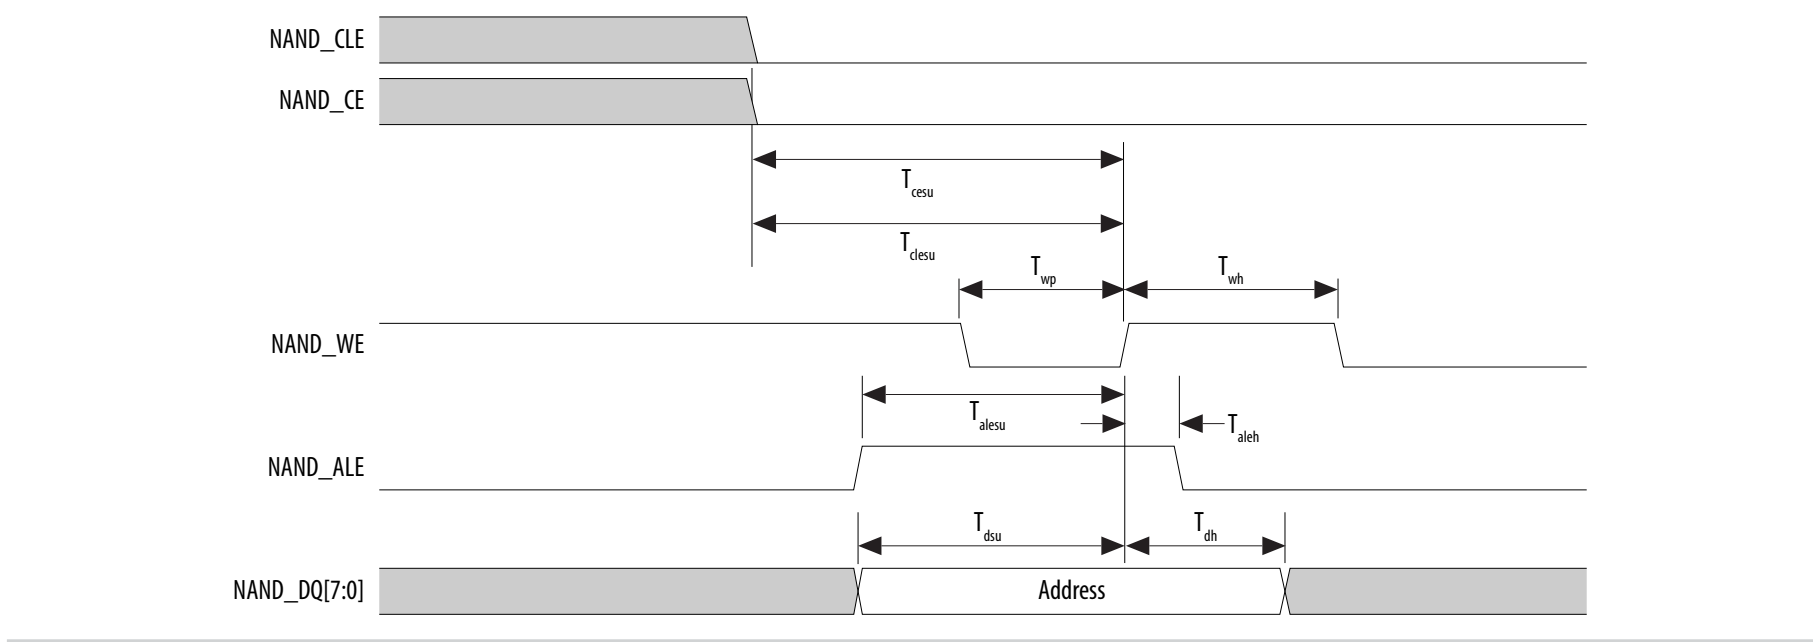 NAND_CLE
NAND_CE
Tcesu
Tclesu
Twp Twh
NAND_WE
Talesu Taleh
NAND_ALE
Tdsu Tdh
NAND_DQ[7:0] Address